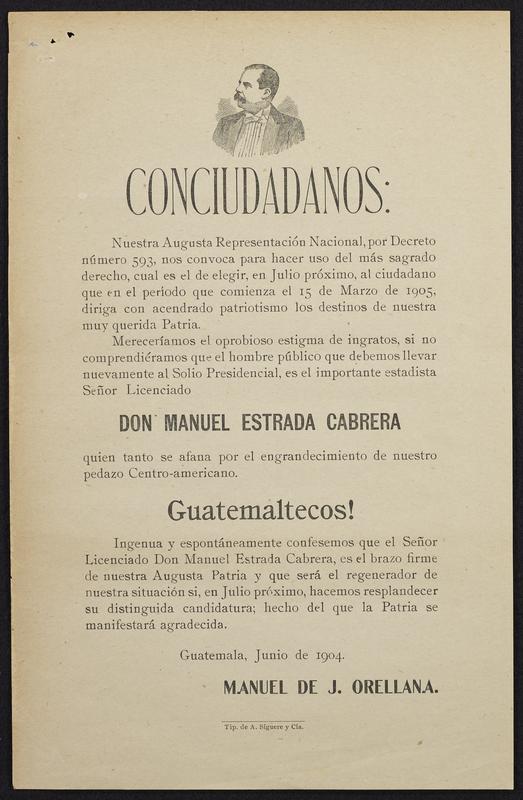 CONCIUDADANOS:
Nuestra Augusta Representación Nacional, por Decreto
número 593, nos convoca para hacer uso del más sagrado
derecho, cual es el de elegir, en Julio próximo, al ciudadano
que en el período que comienza el 15 de Marzo de 1905,
dirija con acendrado patriotismo los destinos de nuestra
muy querida Patria.
Mereceríamos el oprobioso estigma de ingratos, si no
comprendiéramos que el hombre público que debemos llevar
nuevamente al Solio Presidencial, es el importante estadista
Señor Licenciado
DON MANUEL ESTRADA CABRERA
quien tanto se afana por el engrandecimiento de nuestro
pedazo Centro-americano.
Guatemaltecos!
Ingenua y espontáneamente confesemos que el Señor
Licenciado Don Manuel Estrada Cabrera, es el brazo firme
de nuestra Augusta Patria y que será el regenerador de
nuestra situación si, en Julio próximo, hacemos resplandecer
su distinguida candidatura; hecho del que la Patria se
manifestará agradecida.
Guatemala, Junio de 1904.
MANUEL DE J. ORELLANA.
Tip. de A. Síguere y Cía.